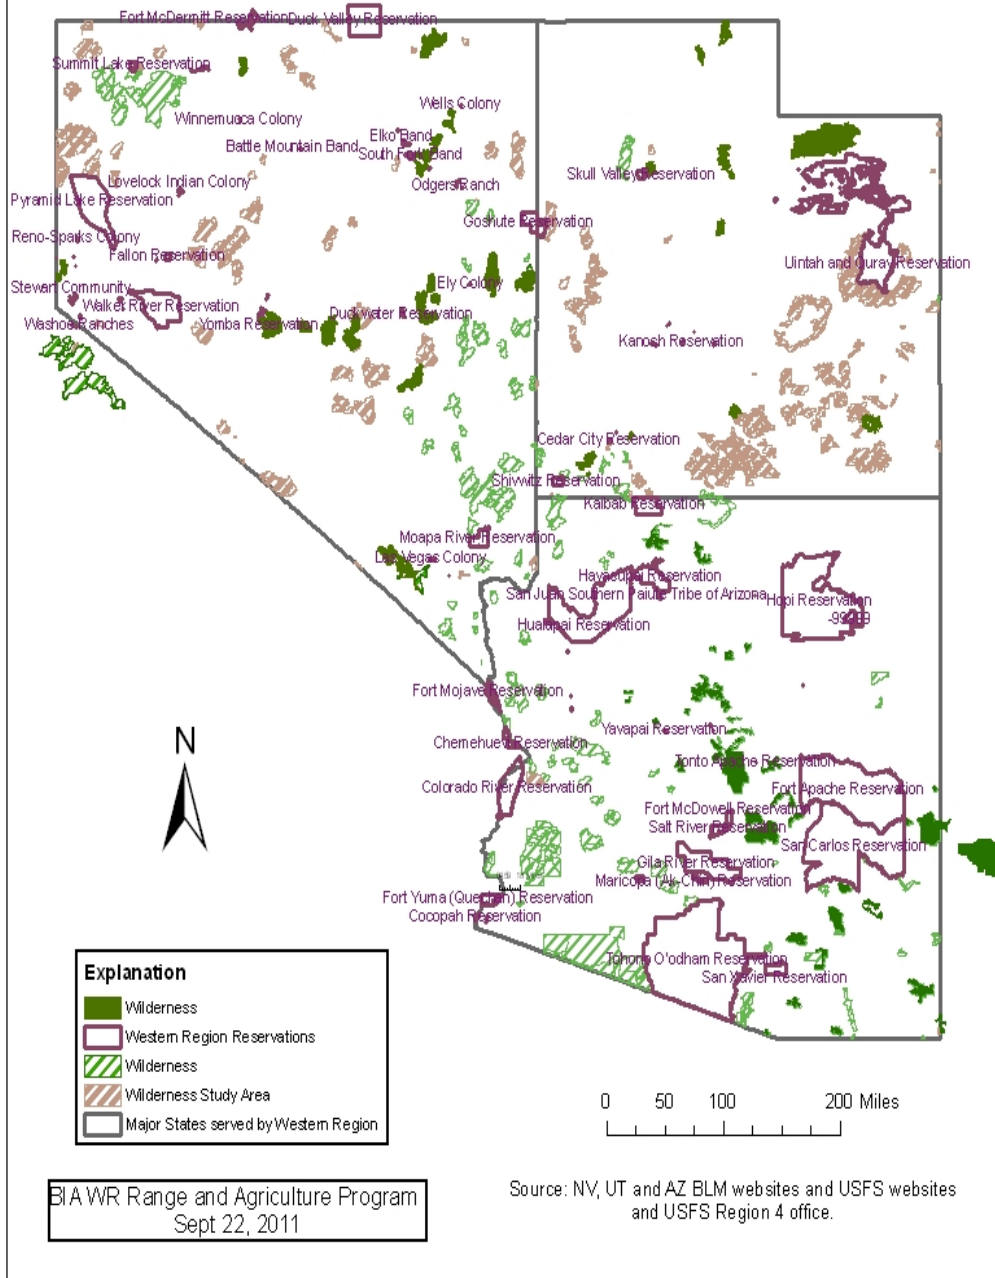 Fort McDermitt Reservation
Duck Valley Reservation
Summit Lake Reservation
Wells Colony
Winnemucca Colony
Elko Band
Battle Mountain Band
South Fork Band
Skull Valley Reservation
Lovelock Indian Colony
Odgers Ranch
Pyramid Lake Reservation
Goshute Reservation
Reno-Sparks Colony
Fallon Reservation
Uintah and Ouray Reservation
Ely Colony
Stewart Community
Walker River Reservation
Duckwater Reservation
Washoe Ranches
Yomba Reservation
Kanosh Reservation
Cedar City Reservation
Shivwitz Reservation
Kaibab Reservation
Moapa River Reservation
Las Vegas Colony
Havasupai Reservation
San Juan Southern Paiute Tribe of Arizona
Hopi Reservation
-99999
Hualapai Reservation
Fort Mojave Reservation
Yavapai Reservation
Chemehuevi Reservation
Tonto Apache Reservation
Colorado River Reservation
Fort Apache Reservation
Fort McDowell Reservation
Salt River Reservation
San Carlos Reservation
Gila River Reservation
Maricopa (Ak-Chin) Reservation
Fort Yuma (Quechan) Reservation
Cocopah Reservation
Tohono O'odham Reservation
San Xavier Reservation
N
Explanation
Wilderness
Western Region Reservations
Wilderness
Wilderness Study Area
Major States served by Western Region
0 50 100 200 Miles
BIA WR Range and Agriculture Program
Sept 22, 2011
Source: NV, UT and AZ BLM websites and USFS websites
and USFS Region 4 office.